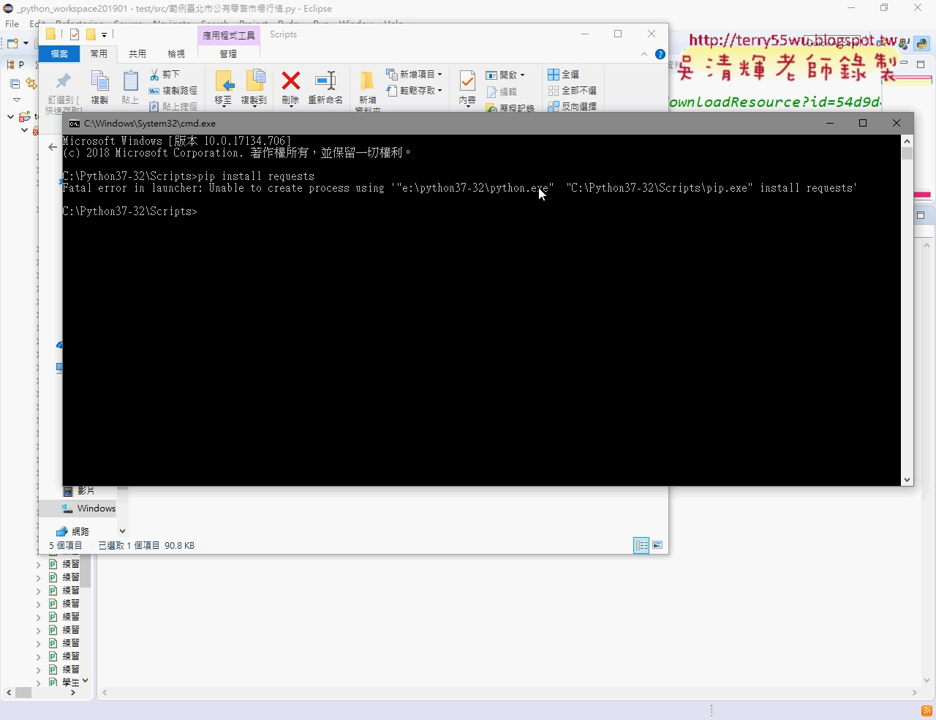 _python_workspace201901 - test/src/範例臺北市公有零售市場行情.py - Eclipse
File Edit Refactoring Source Navigate Search Project Pydev Run Window Help
應用程式工具 Scripts
檔案 常用 共用 檢視 管理
http://terry55wu.blogspot.tw
吳清輝老師錄製
釘選到 [
快速存取]
複製
貼上
剪下
複製路徑
貼上捷徑
移至
複製到
刪除
重新命名
新增
資料夾
新增項目
輕鬆存取
內容
開啟
編輯
歷程記錄
全選
全部不選
反向選擇
ownloadResource?id=54d9d
C:\Windows\System32\cmd.exe
Microsoft Windows [版本 10.0.17134.706]
(c) 2018 Microsoft Corporation. 著作權所有，並保留一切權利。
C:\Python37-32\Scripts>pip install requests
Fatal error in launcher: Unable to create process using '"e:\python37-32\python.exe" "C:\Python37-32\Scripts\pip.exe" install requests'
C:\Python37-32\Scripts>
影片
Windows
網路
5 個項目 已選取 1 個項目 90.8 KB
練習
練習
練習
練習
練習
練習
練習
練習
練習
學生